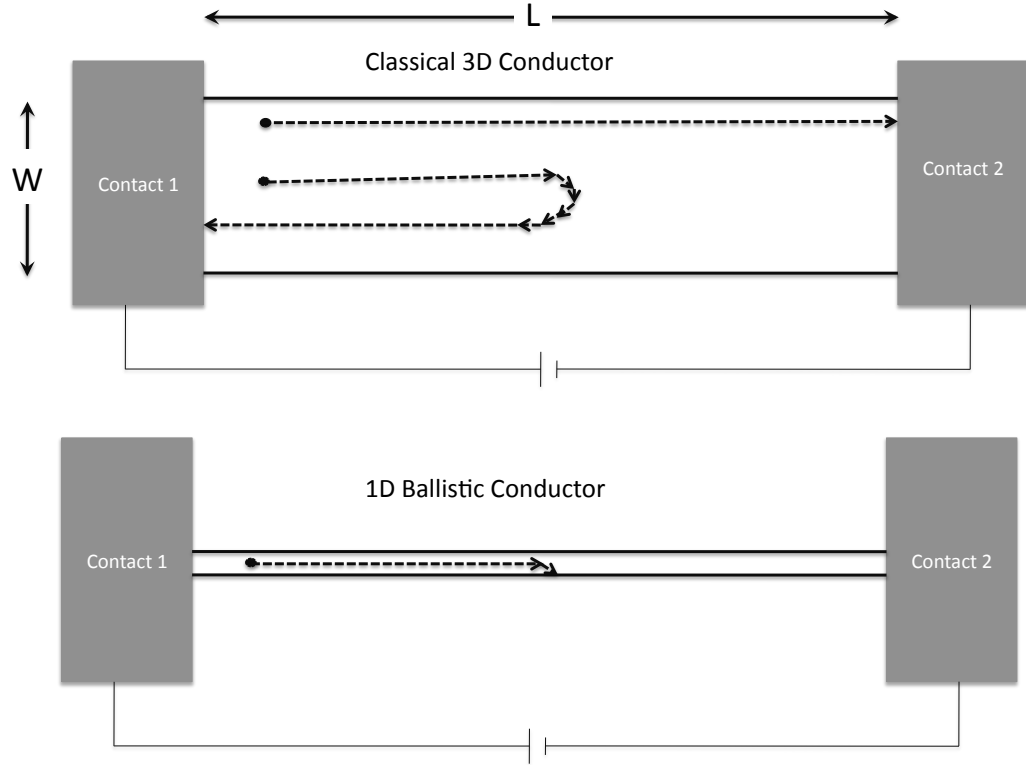 L
Classical 3D Conductor
W
Contact 1
Contact 2
1D Ballistic Conductor
Contact 1
Contact 2